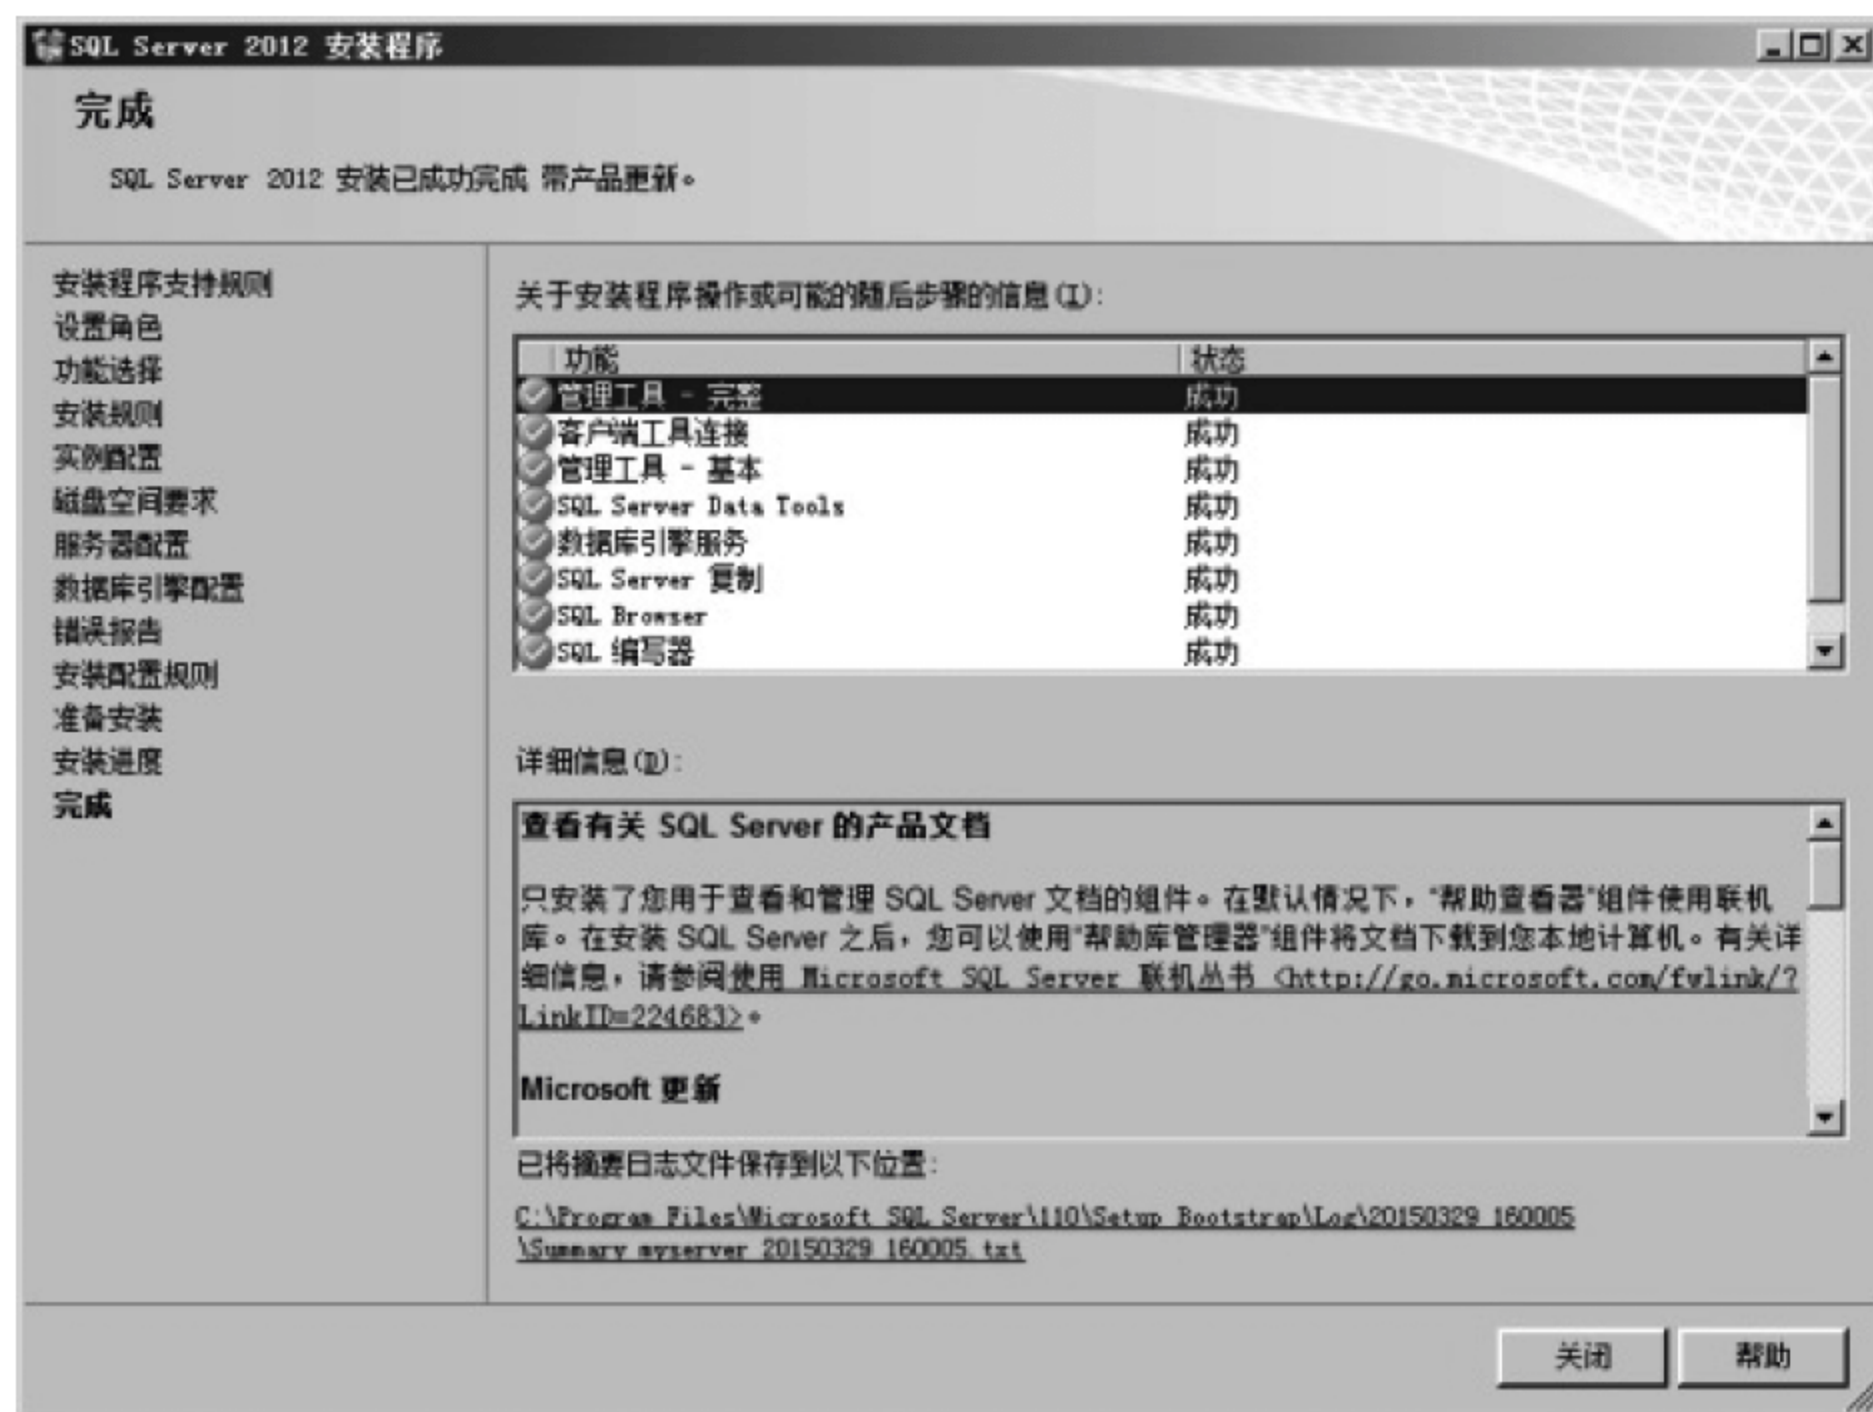 SQL Server 2012 安装程序
完成
SQL Server 2012 安装已成功完成 带产品更新。
安装程序支持规则
设置角色
功能选择
安装规则
实例配置
磁盘空间要求
服务器配置
数据库引擎配置
错误报告
安装配置规则
准备安装
安装进度
完成
关于安装程序操作或可能的随后步骤的信息(I):
功能 状态
管理工具 - 完整 成功
客户端工具连接 成功
管理工具 - 基本 成功
SQL Server Data Tools 成功
数据库引擎服务 成功
SQL Server 复制 成功
SQL Browser 成功
SQL 编写器 成功
详细信息(D):
查看有关 SQL Server 的产品文档
只安装了您用于查看和管理 SQL Server 文档的组件。在默认情况下，“帮助查看器”组件使用联机
库。在安装 SQL Server 之后，您可以使用“帮助库管理器”组件将文档下载到您本地计算机。有关详
细信息，请参阅使用 Microsoft SQL Server 联机丛书 <http://go.microsoft.com/fwlink/?
LinkID=224683>。
Microsoft 更新
已将摘要日志文件保存到以下位置:
C:\Program Files\Microsoft SQL Server\110\Setup Bootstrap\Log\20150329_160005
\Summary_myserver_20150329_160005.txt
关闭 帮助